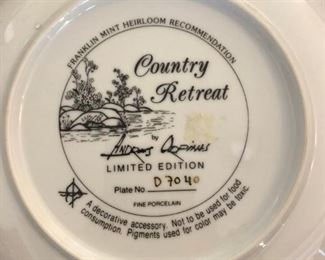 FRANKLIN MINT HEIRLOOM RECOMMENDATION
Country
Retreat
by
LIMITED EDITION
Plate No. D7040
FINE PORCELAIN
A decorative accessory. Not to be used for food
consumption. Pigments used for color may be toxic